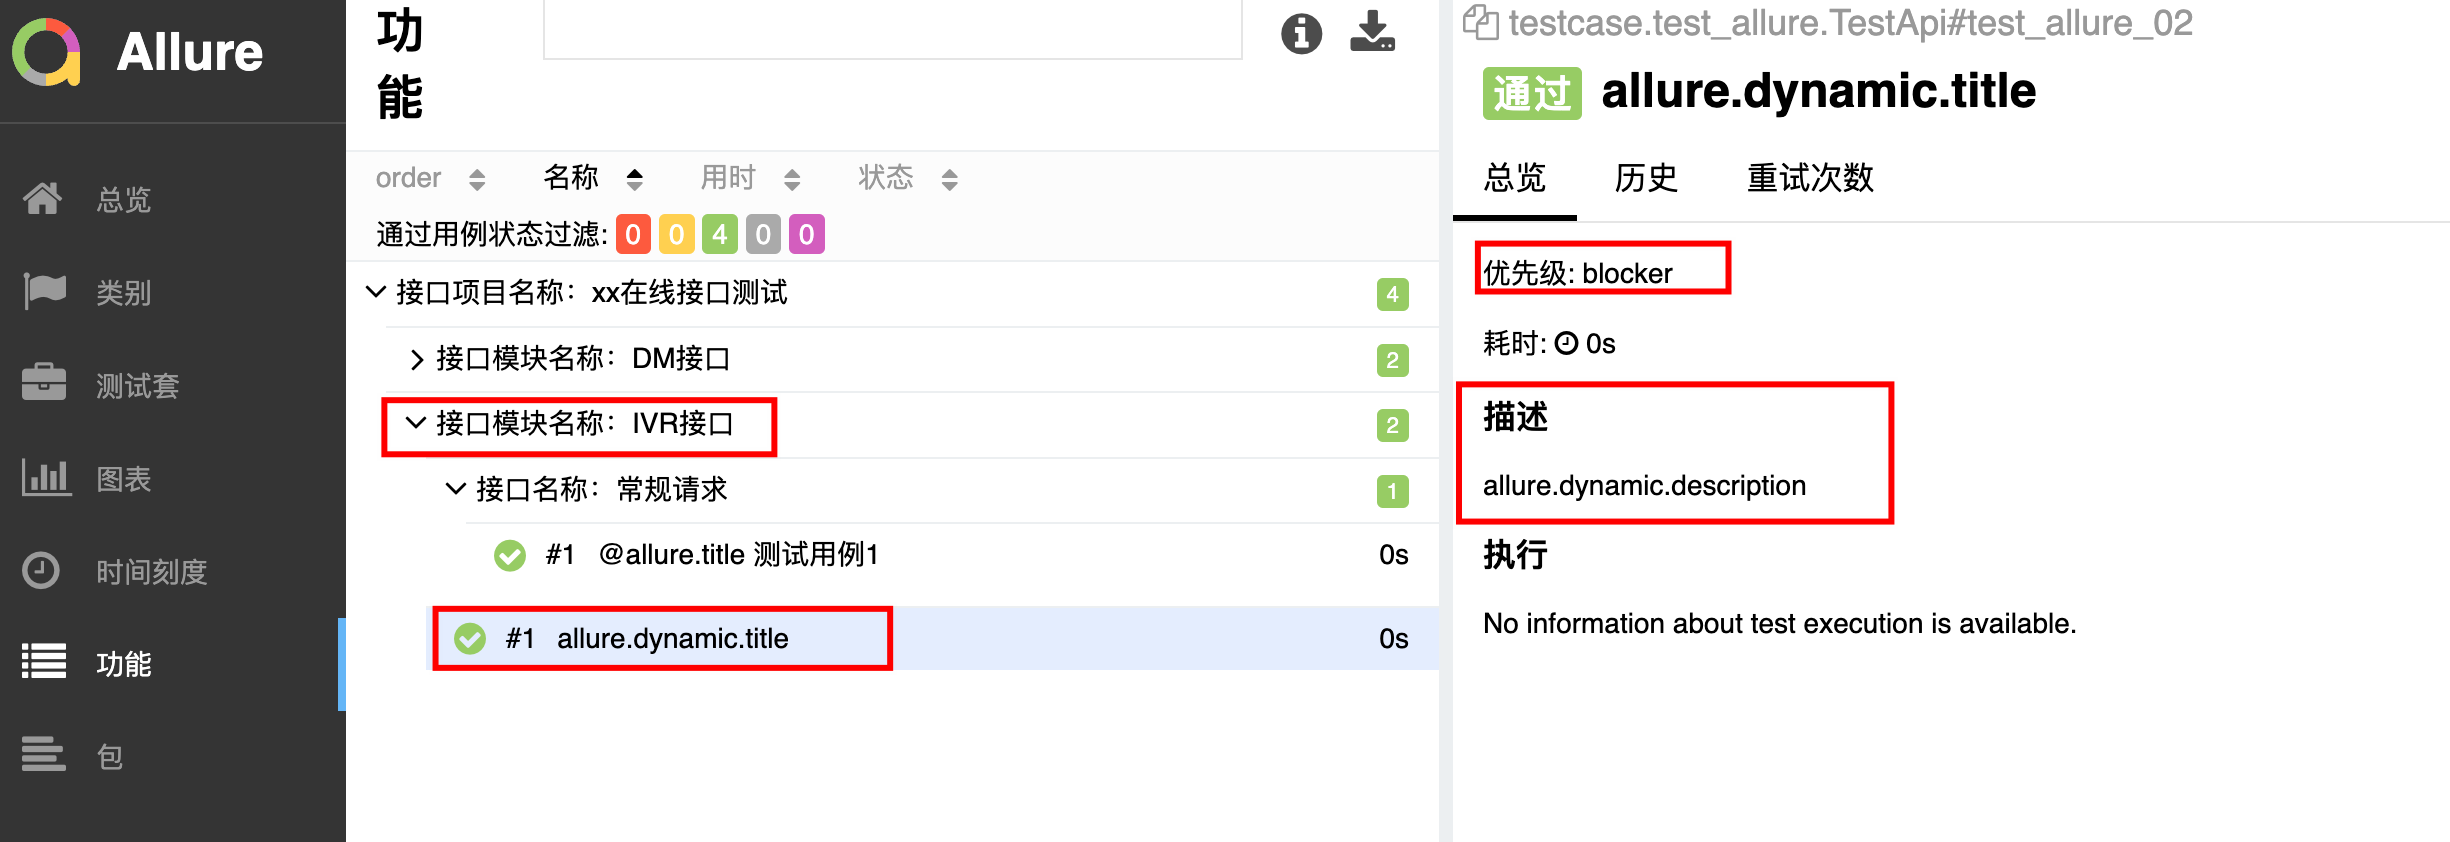 Allure
总览
类别
测试套
图表
时间刻度
功能
包
功
能
order 名称 用时 状态
通过用例状态过滤: 0 0 4 0 0
接口项目名称：xx在线接口测试 4
接口模块名称：DM接口 2
接口模块名称：IVR接口 2
接口名称：常规请求 1
#1 @allure.title 测试用例1 0s
#1 allure.dynamic.title 0s
testcase.test_allure.TestApi#test_allure_02
通过 allure.dynamic.title
总览 历史 重试次数
优先级: blocker
耗时: 0s
描述
allure.dynamic.description
执行
No information about test execution is available.